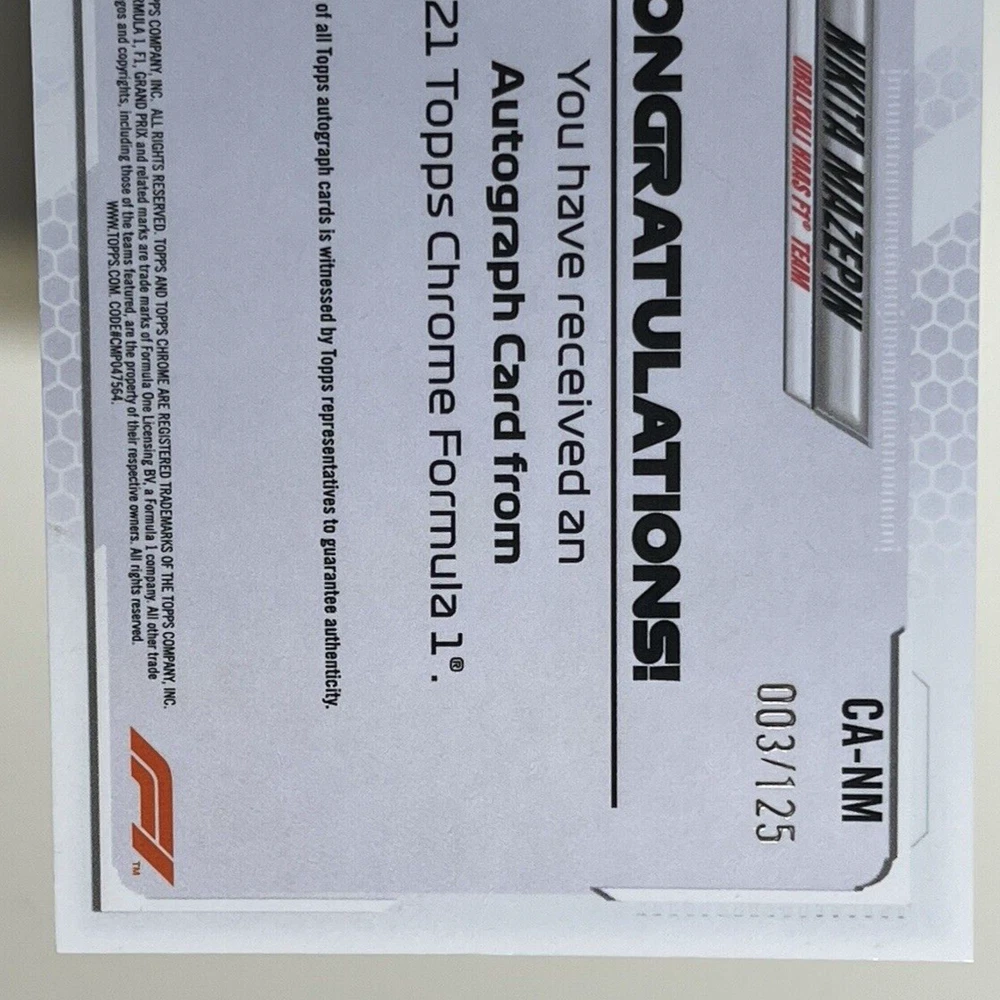 CA-NM
003/125
NIKITA MAZEPIN
URALKALI HAAS F1® TEAM
ONGRATULATIONS!
You have received an
Autograph Card from
21 Topps Chrome Formula 1®.
of all Topps autograph cards is witnessed by Topps representatives to guarantee authenticity.
PPS COMPANY, INC. ALL RIGHTS RESERVED. TOPPS AND TOPPS CHROME ARE REGISTERED TRADEMARKS OF THE TOPPS COMPANY, INC.
RMULA 1, F1, GRAND PRIX and related marks are trade marks of Formula One Licensing BV, a Formula 1 company. All other trade
gos and copyrights, including those of the teams featured, are the property of their respective owners. All rights reserved.
WWW.TOPPS.COM. CODE#CMP047564.
F1
TM